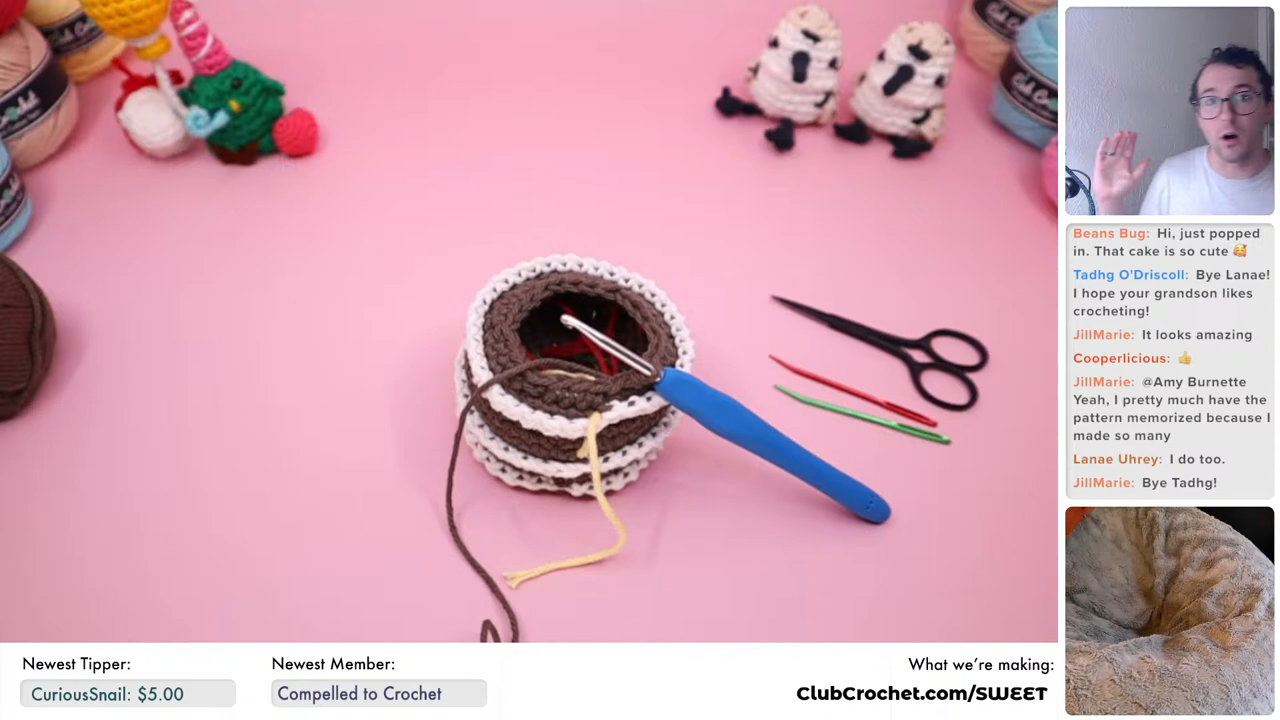 Beans Bug: Hi, just popped
in. That cake is so cute 🥰
Tadhg O'Driscoll: Bye Lanae!
I hope your grandson likes
crocheting!
JillMarie: It looks amazing
Cooperlicious: 👍
JillMarie: @Amy Burnette
Yeah, I pretty much have the
pattern memorized because I
made so many
Lanae Uhrey: I do too.
JillMarie: Bye Tadhg!
Newest Tipper:
CuriousSnail: $5.00
Newest Member:
Compelled to Crochet
What we're making:
ClubCrochet.com/SWEET